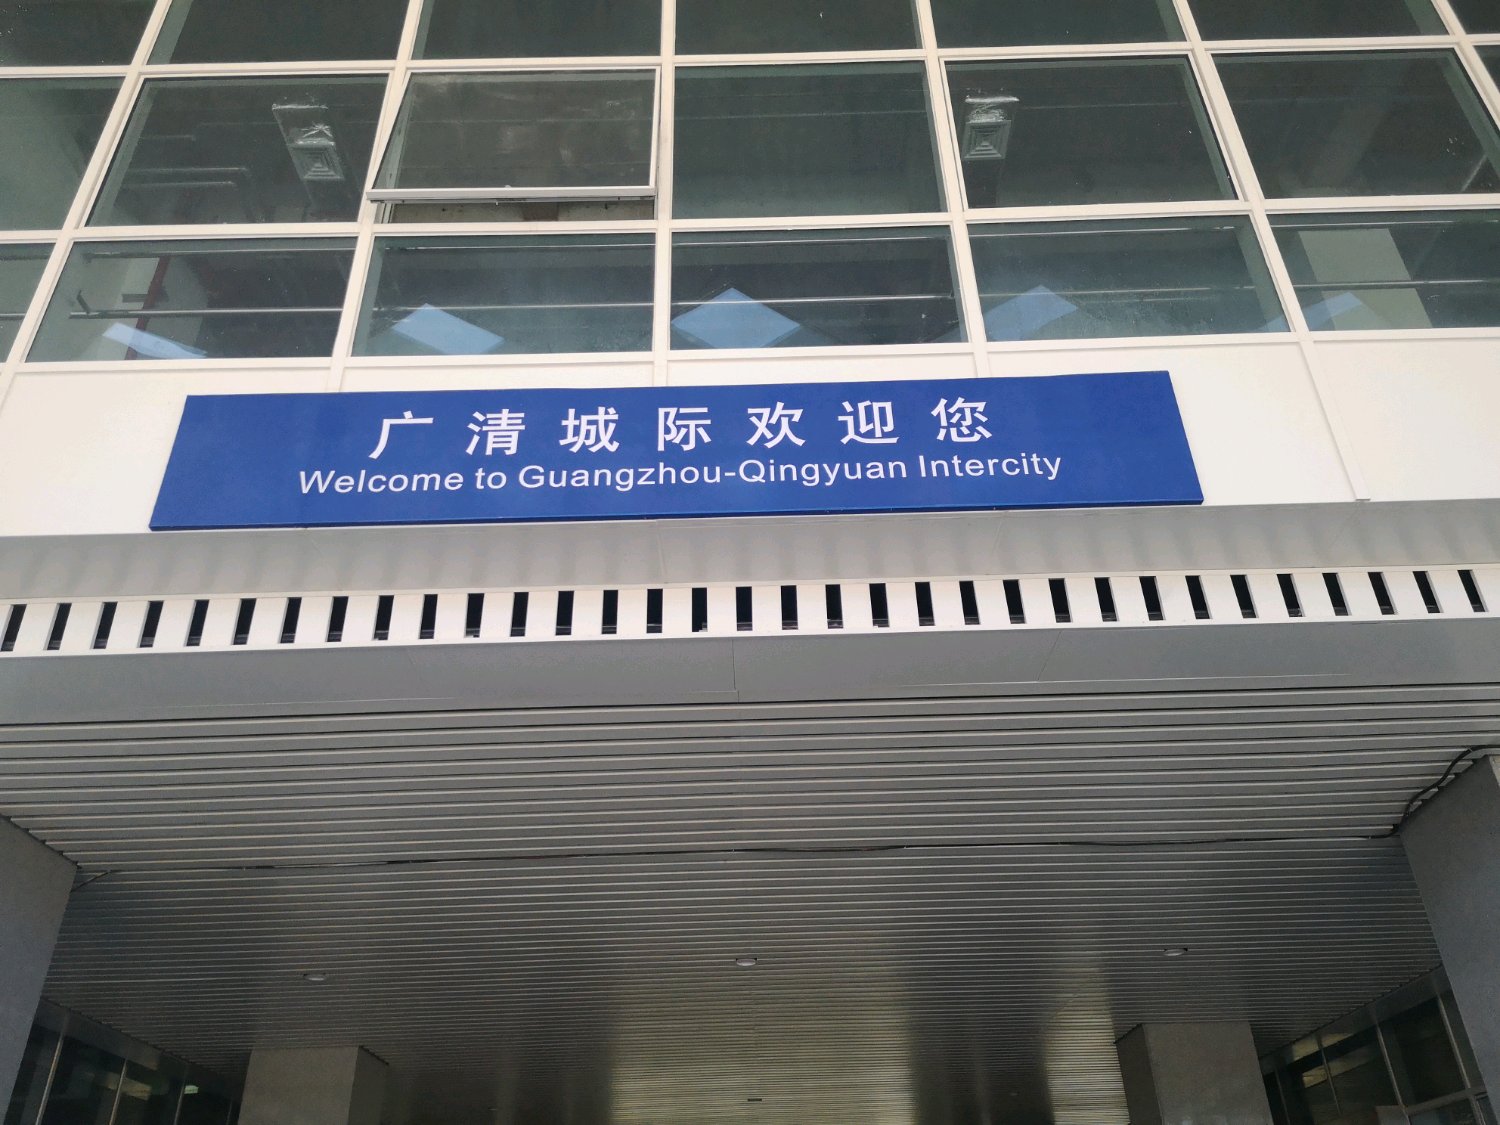 广清城际欢迎您
Welcome to Guangzhou-Qingyuan Intercity